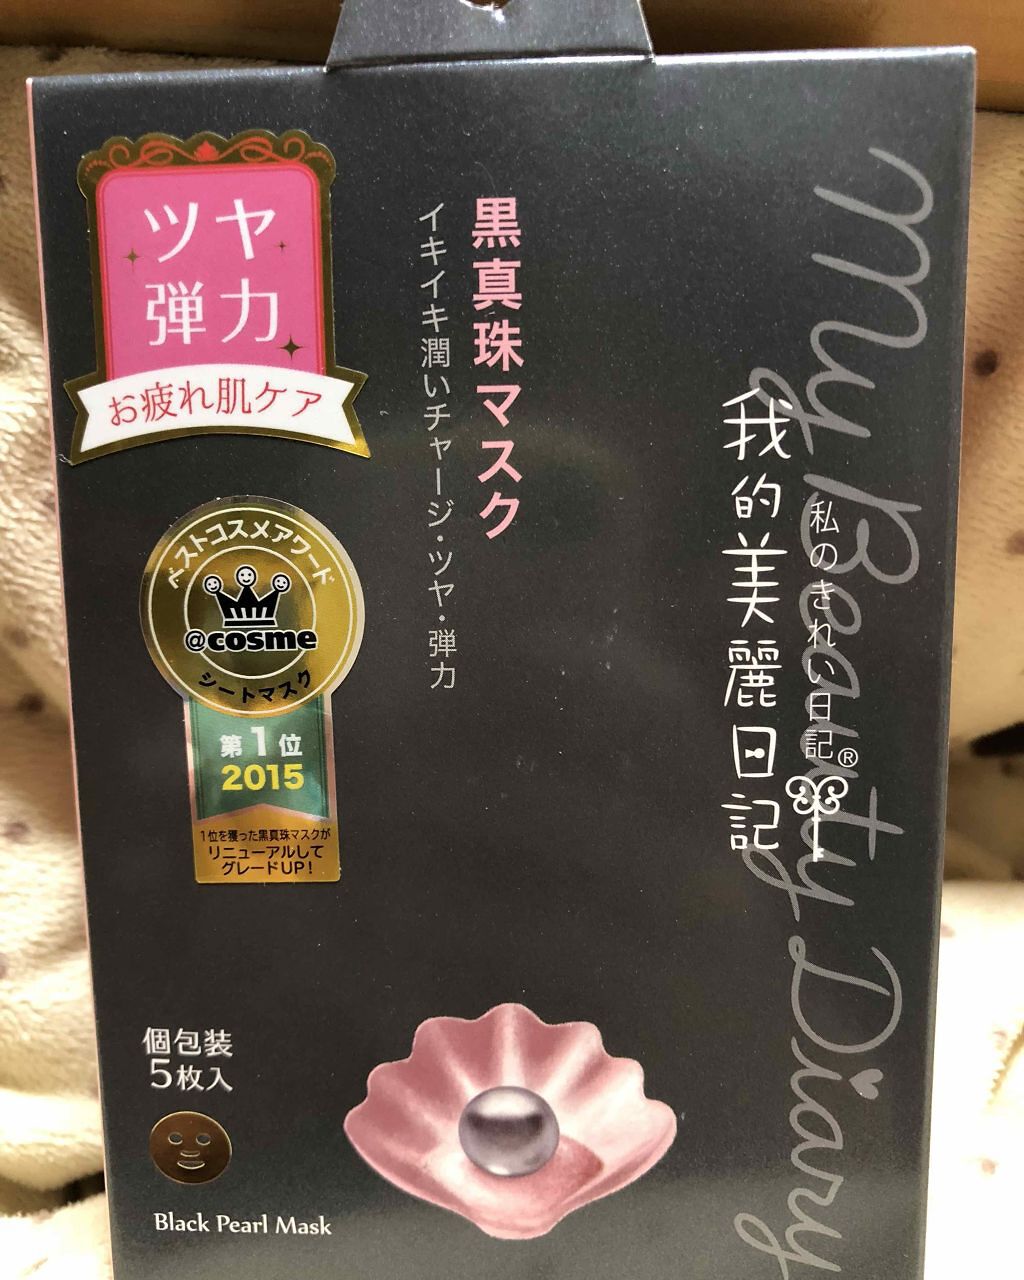 My Beauty Diary
我的美麗日記
私のきれい日記®
黒真珠マスク
イキイキ潤いチャージ・ツヤ・弾力
ツヤ
弾力
お疲れ肌ケア
ベストコスメアワード
@cosme
シートマスク
第1位
2015
1位を獲った黒真珠マスクが
リニューアルして
グレードUP!
個包装
5枚入
Black Pearl Mask